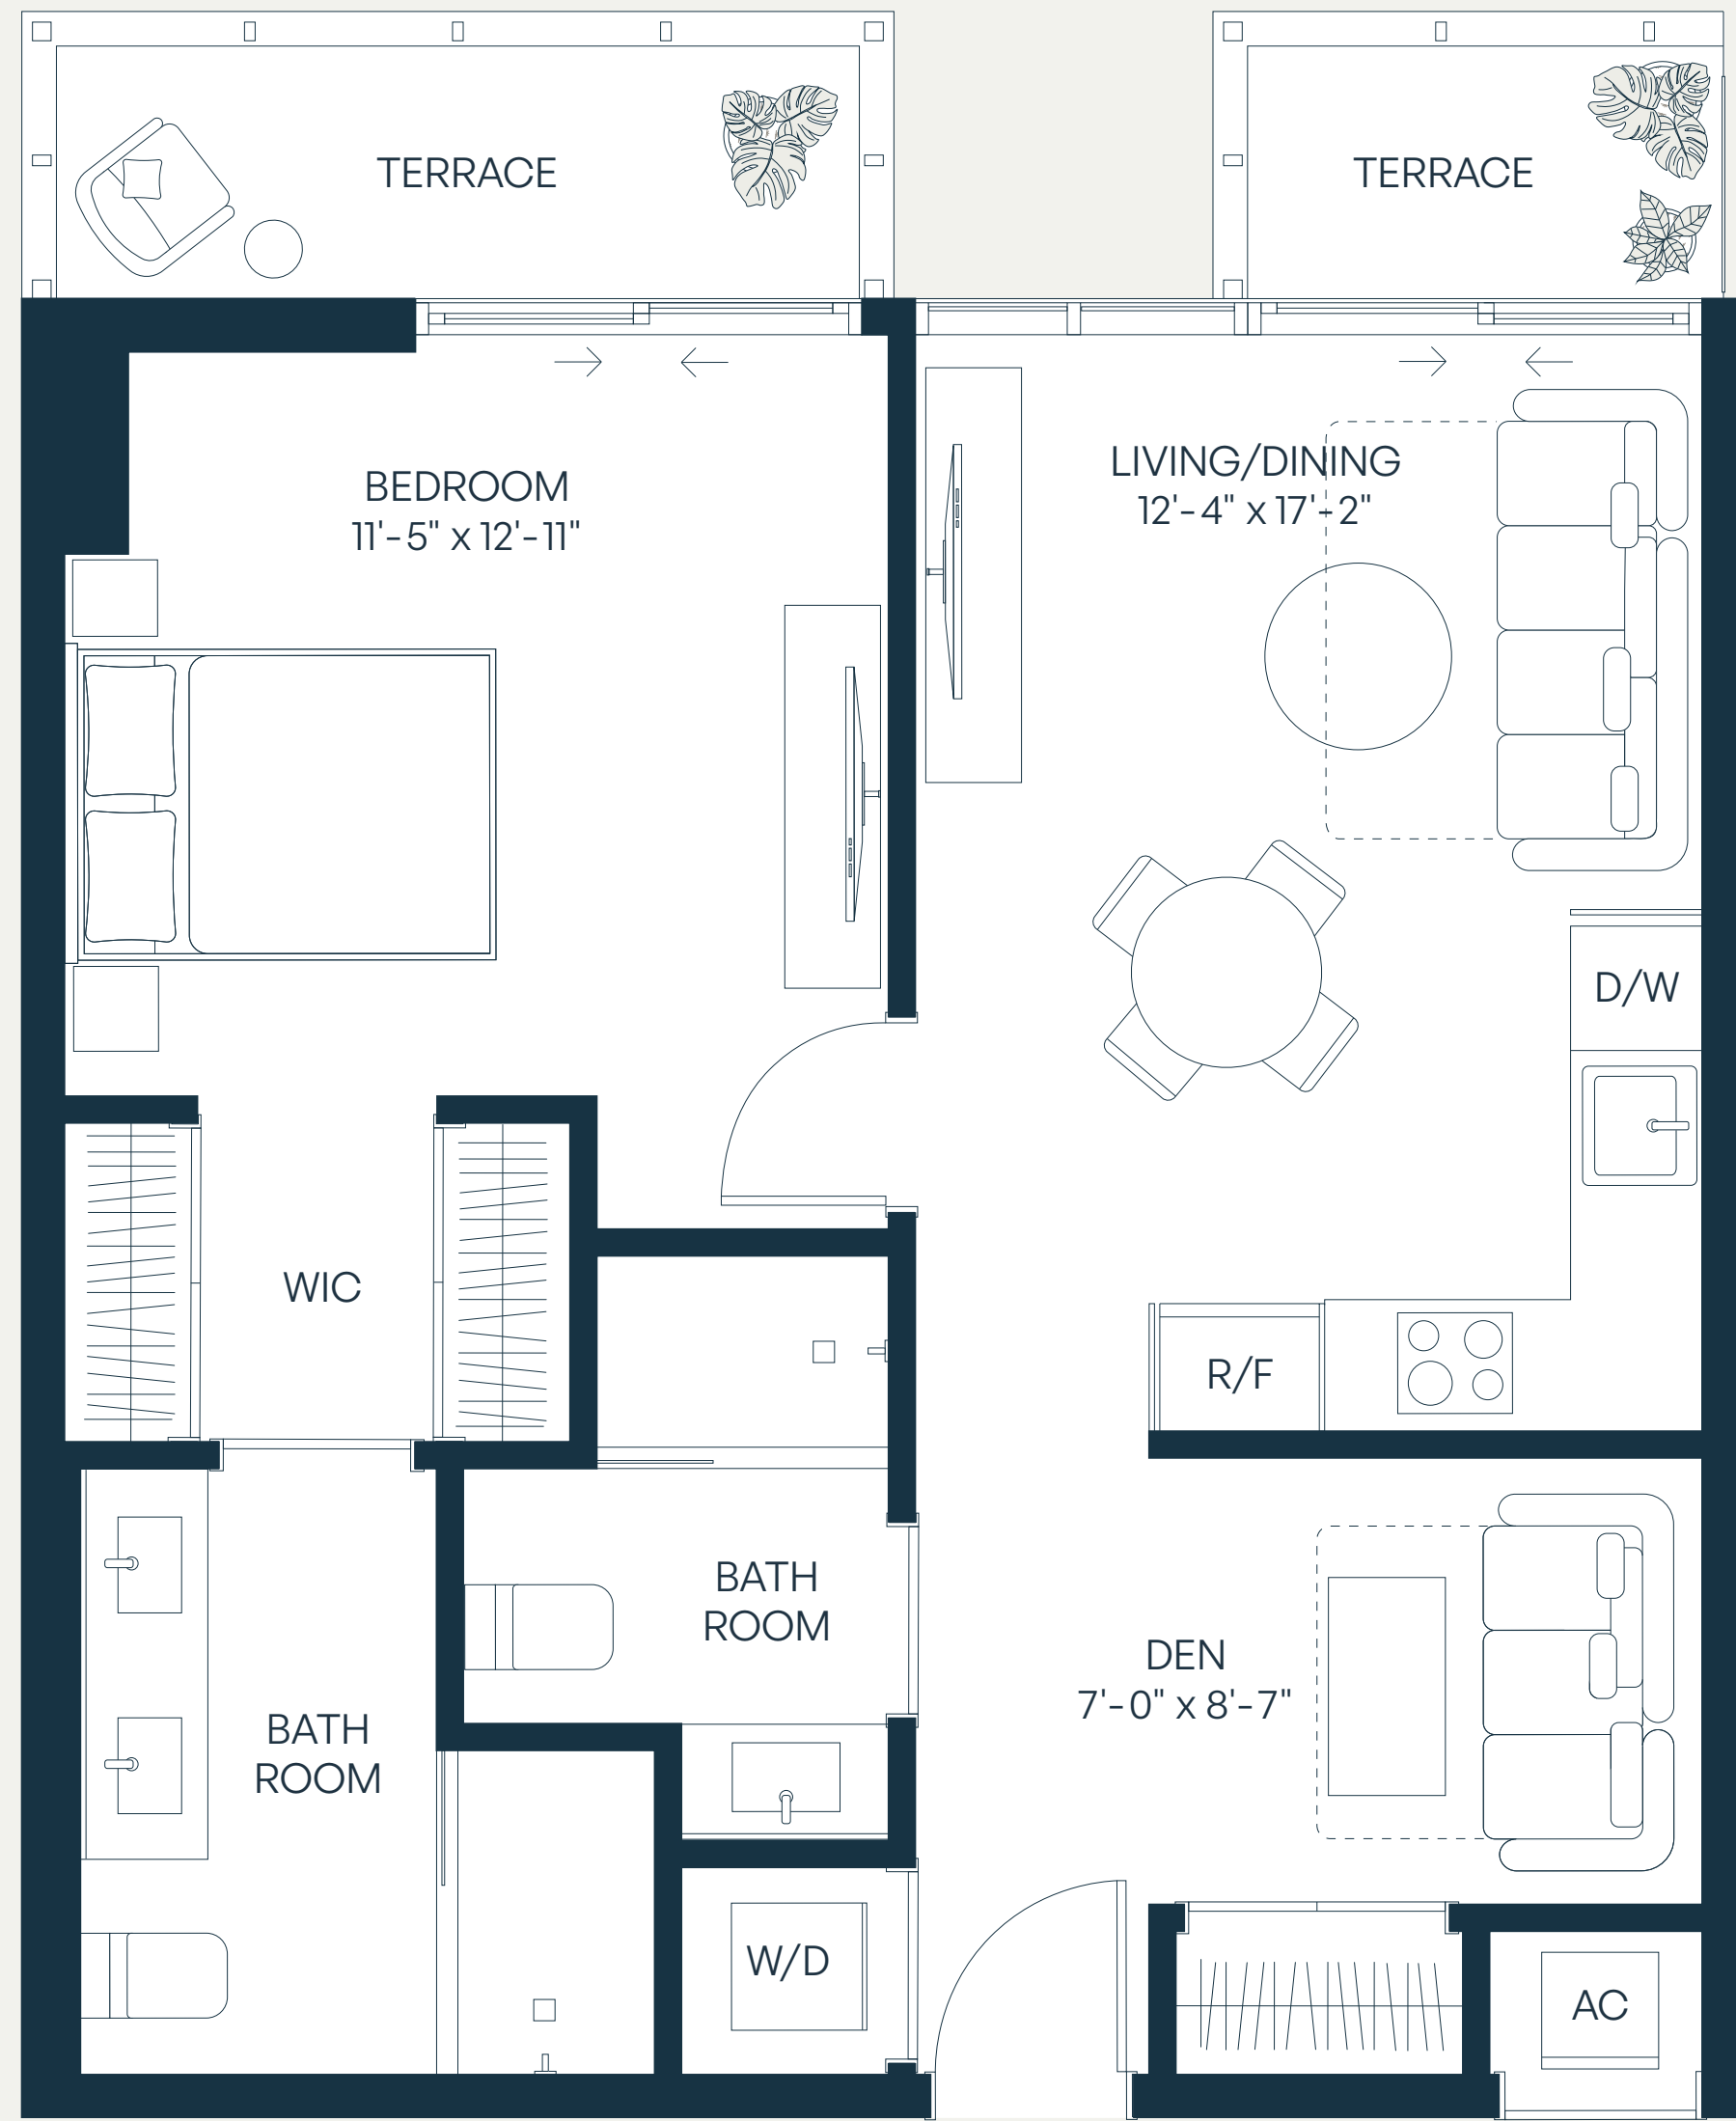 TERRACE
TERRACE
BEDROOM
11'-5" x 12'-11"
LIVING/DINING
12'-4" x 17'-2"
D/W
WIC
R/F
BATH
ROOM
DEN
7'-0" x 8'-7"
BATH
ROOM
W/D
AC